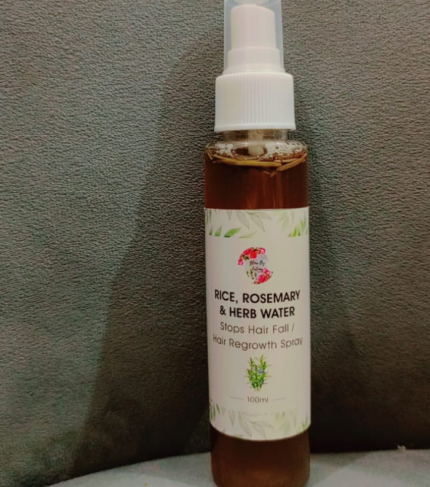 RICE, ROSEMARY
& HERB WATER
Stops Hair Fall /
Hair Regrowth Spray
100ml